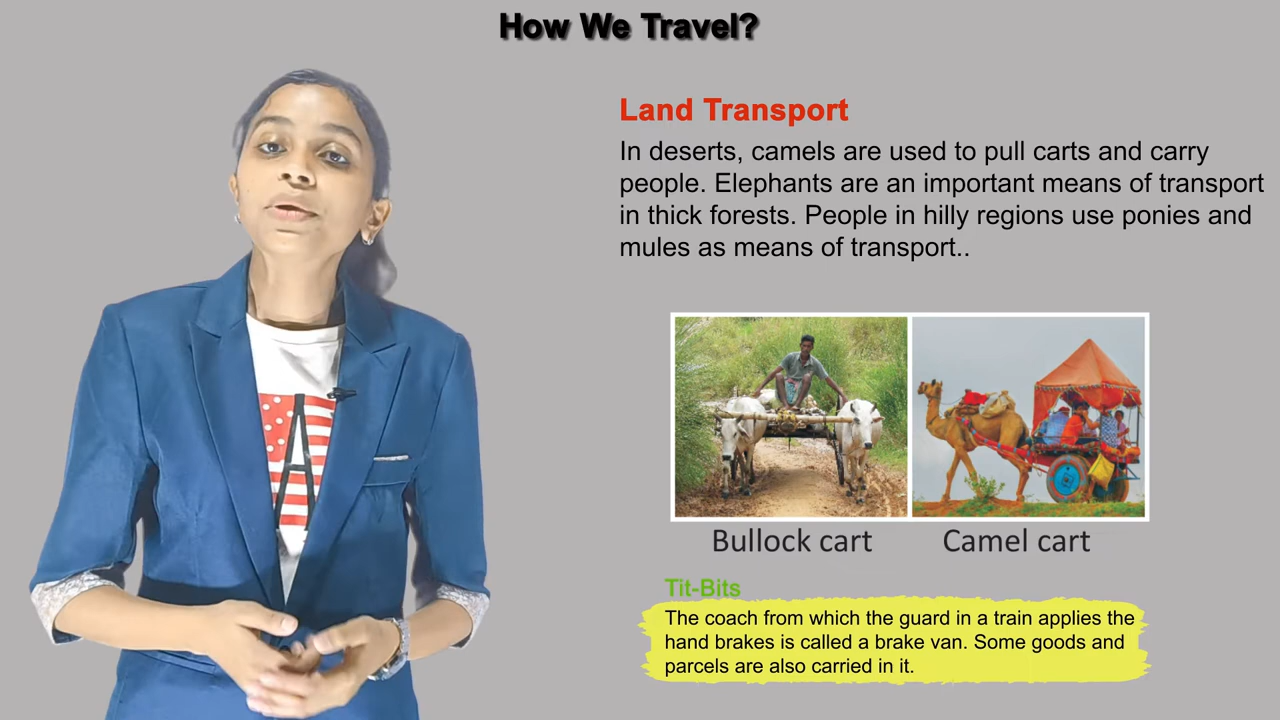 How We Travel?
Land Transport
In deserts, camels are used to pull carts and carry
people. Elephants are an important means of transport
in thick forests. People in hilly regions use ponies and
mules as means of transport..
A
Bullock cart
Camel cart
Tit-Bits
The coach from which the guard in a train applies the
hand brakes is called a brake van. Some goods and
parcels are also carried in it.